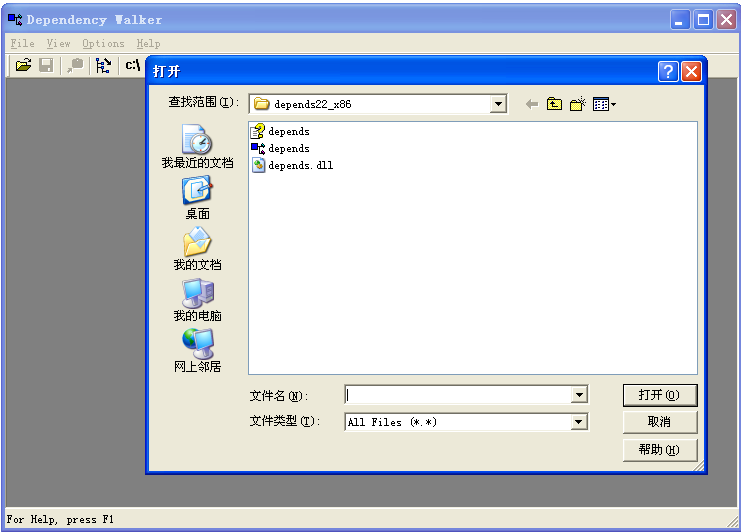 Dependency Walker
File View Options Help
C:\
打开
查找范围(I):
depends22_x86
depends
depends
depends.dll
我最近的文档
桌面
我的文档
我的电脑
网上邻居
文件名(N):
打开(O)
文件类型(T):
All Files (*.*)
取消
帮助(H)
For Help, press F1